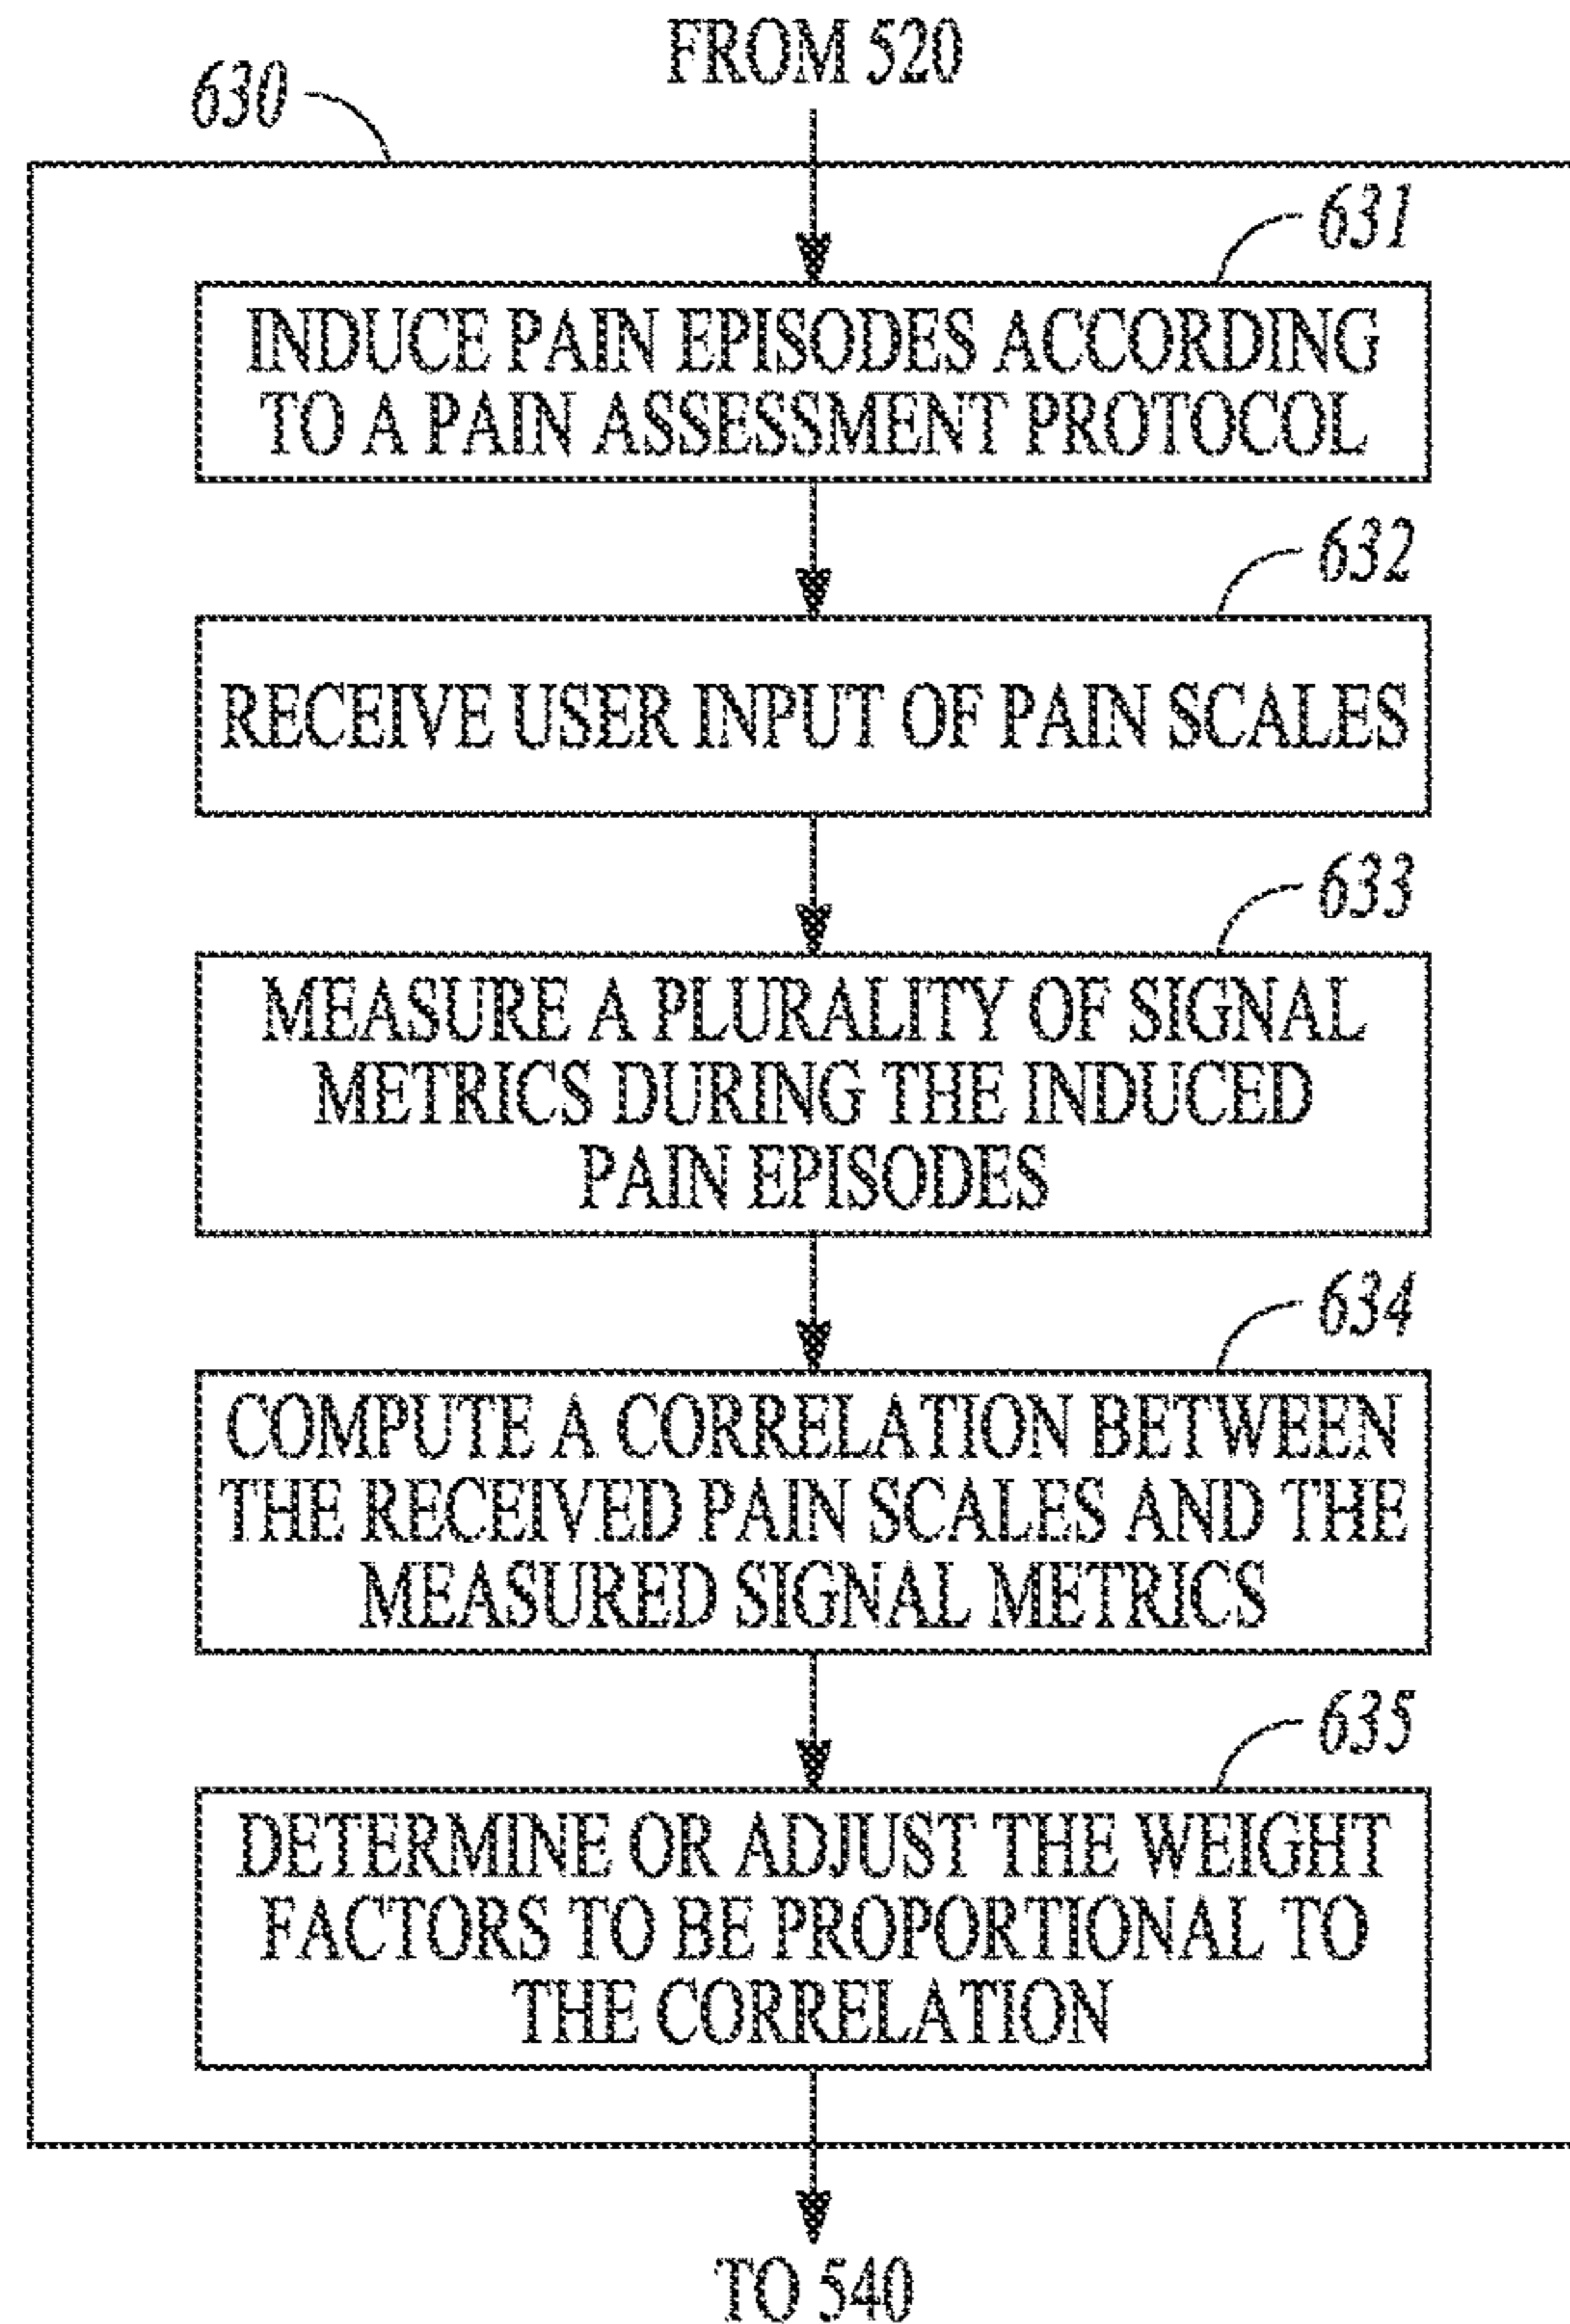 FROM 520
630
631
INDUCE PAIN EPISODES ACCORDING
TO A PAIN ASSESSMENT PROTOCOL
632
RECEIVE USER INPUT OF PAIN SCALES
633
MEASURE A PLURALITY OF SIGNAL
METRICS DURING THE INDUCED
PAIN EPISODES
634
COMPUTE A CORRELATION BETWEEN
THE RECEIVED PAIN SCALES AND THE
MEASURED SIGNAL METRICS
635
DETERMINE OR ADJUST THE WEIGHT
FACTORS TO BE PROPORTIONAL TO
THE CORRELATION
TO 540